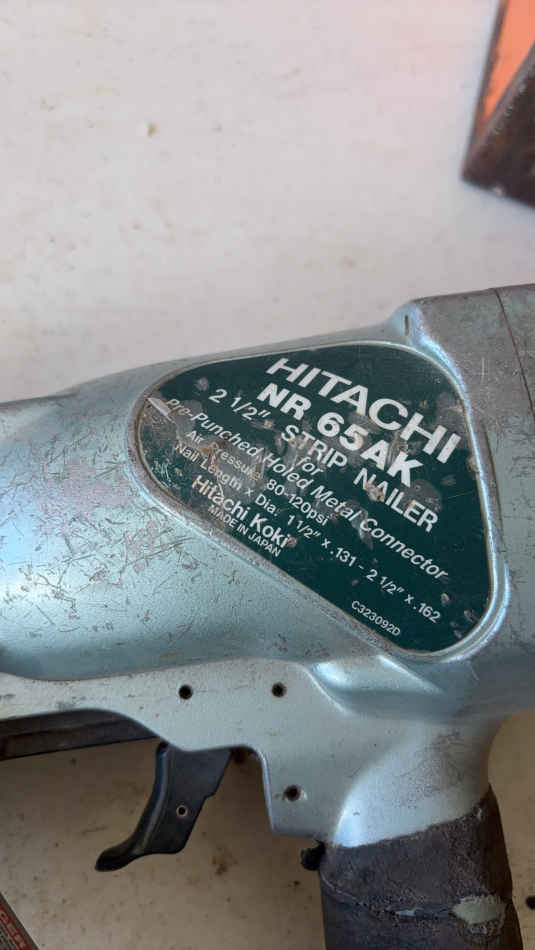 HITACHI
NR 65AK
2 1/2" STRIP NAILER
for
Pre-Punched Holed Metal Connector
Air Pressure 80-120psi
Nail Length x Dia. 1 1/2" x .131 - 2 1/2" x .162
Hitachi Koki
MADE IN JAPAN
C323092D